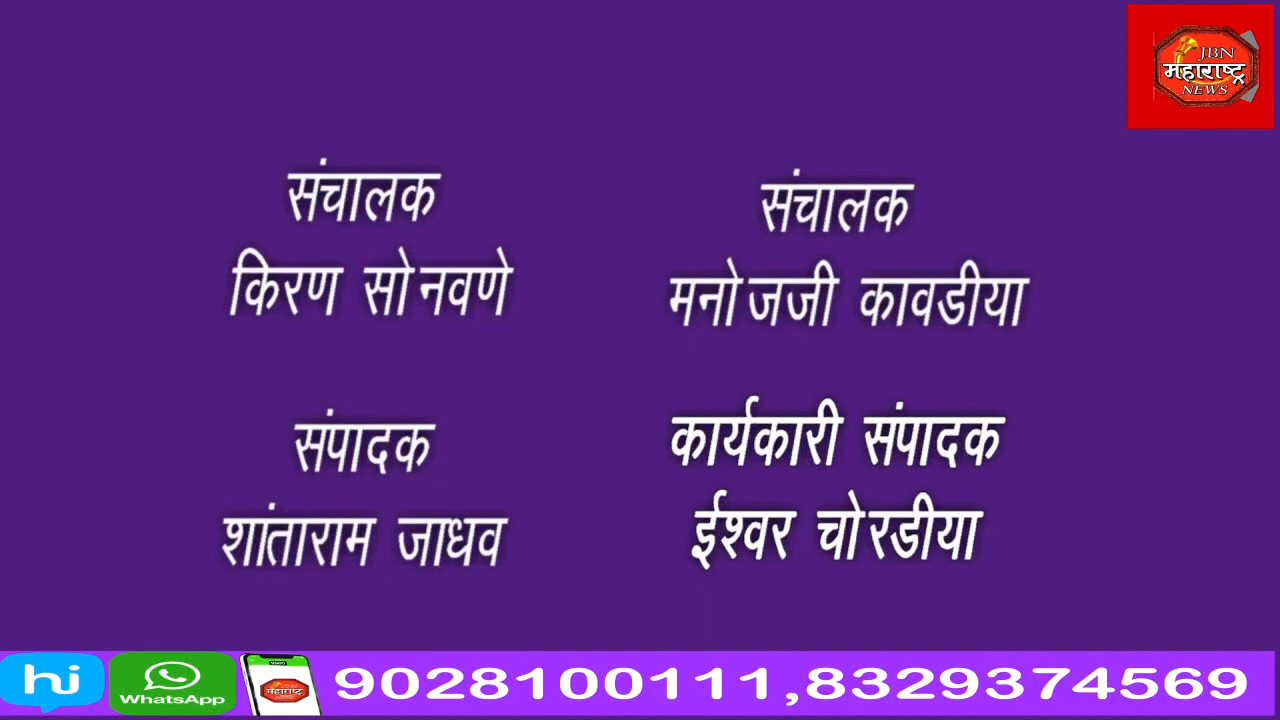 JBN
महाराष्ट्र
NEWS
संचालक
किरण सोनवणे
संचालक
मनोजजी कावडीया
संपादक
शांताराम जाधव
कार्यकारी संपादक
ईश्वर चोरडीया
hi
WhatsApp
महाराष्ट्र
9028100111,8329374569